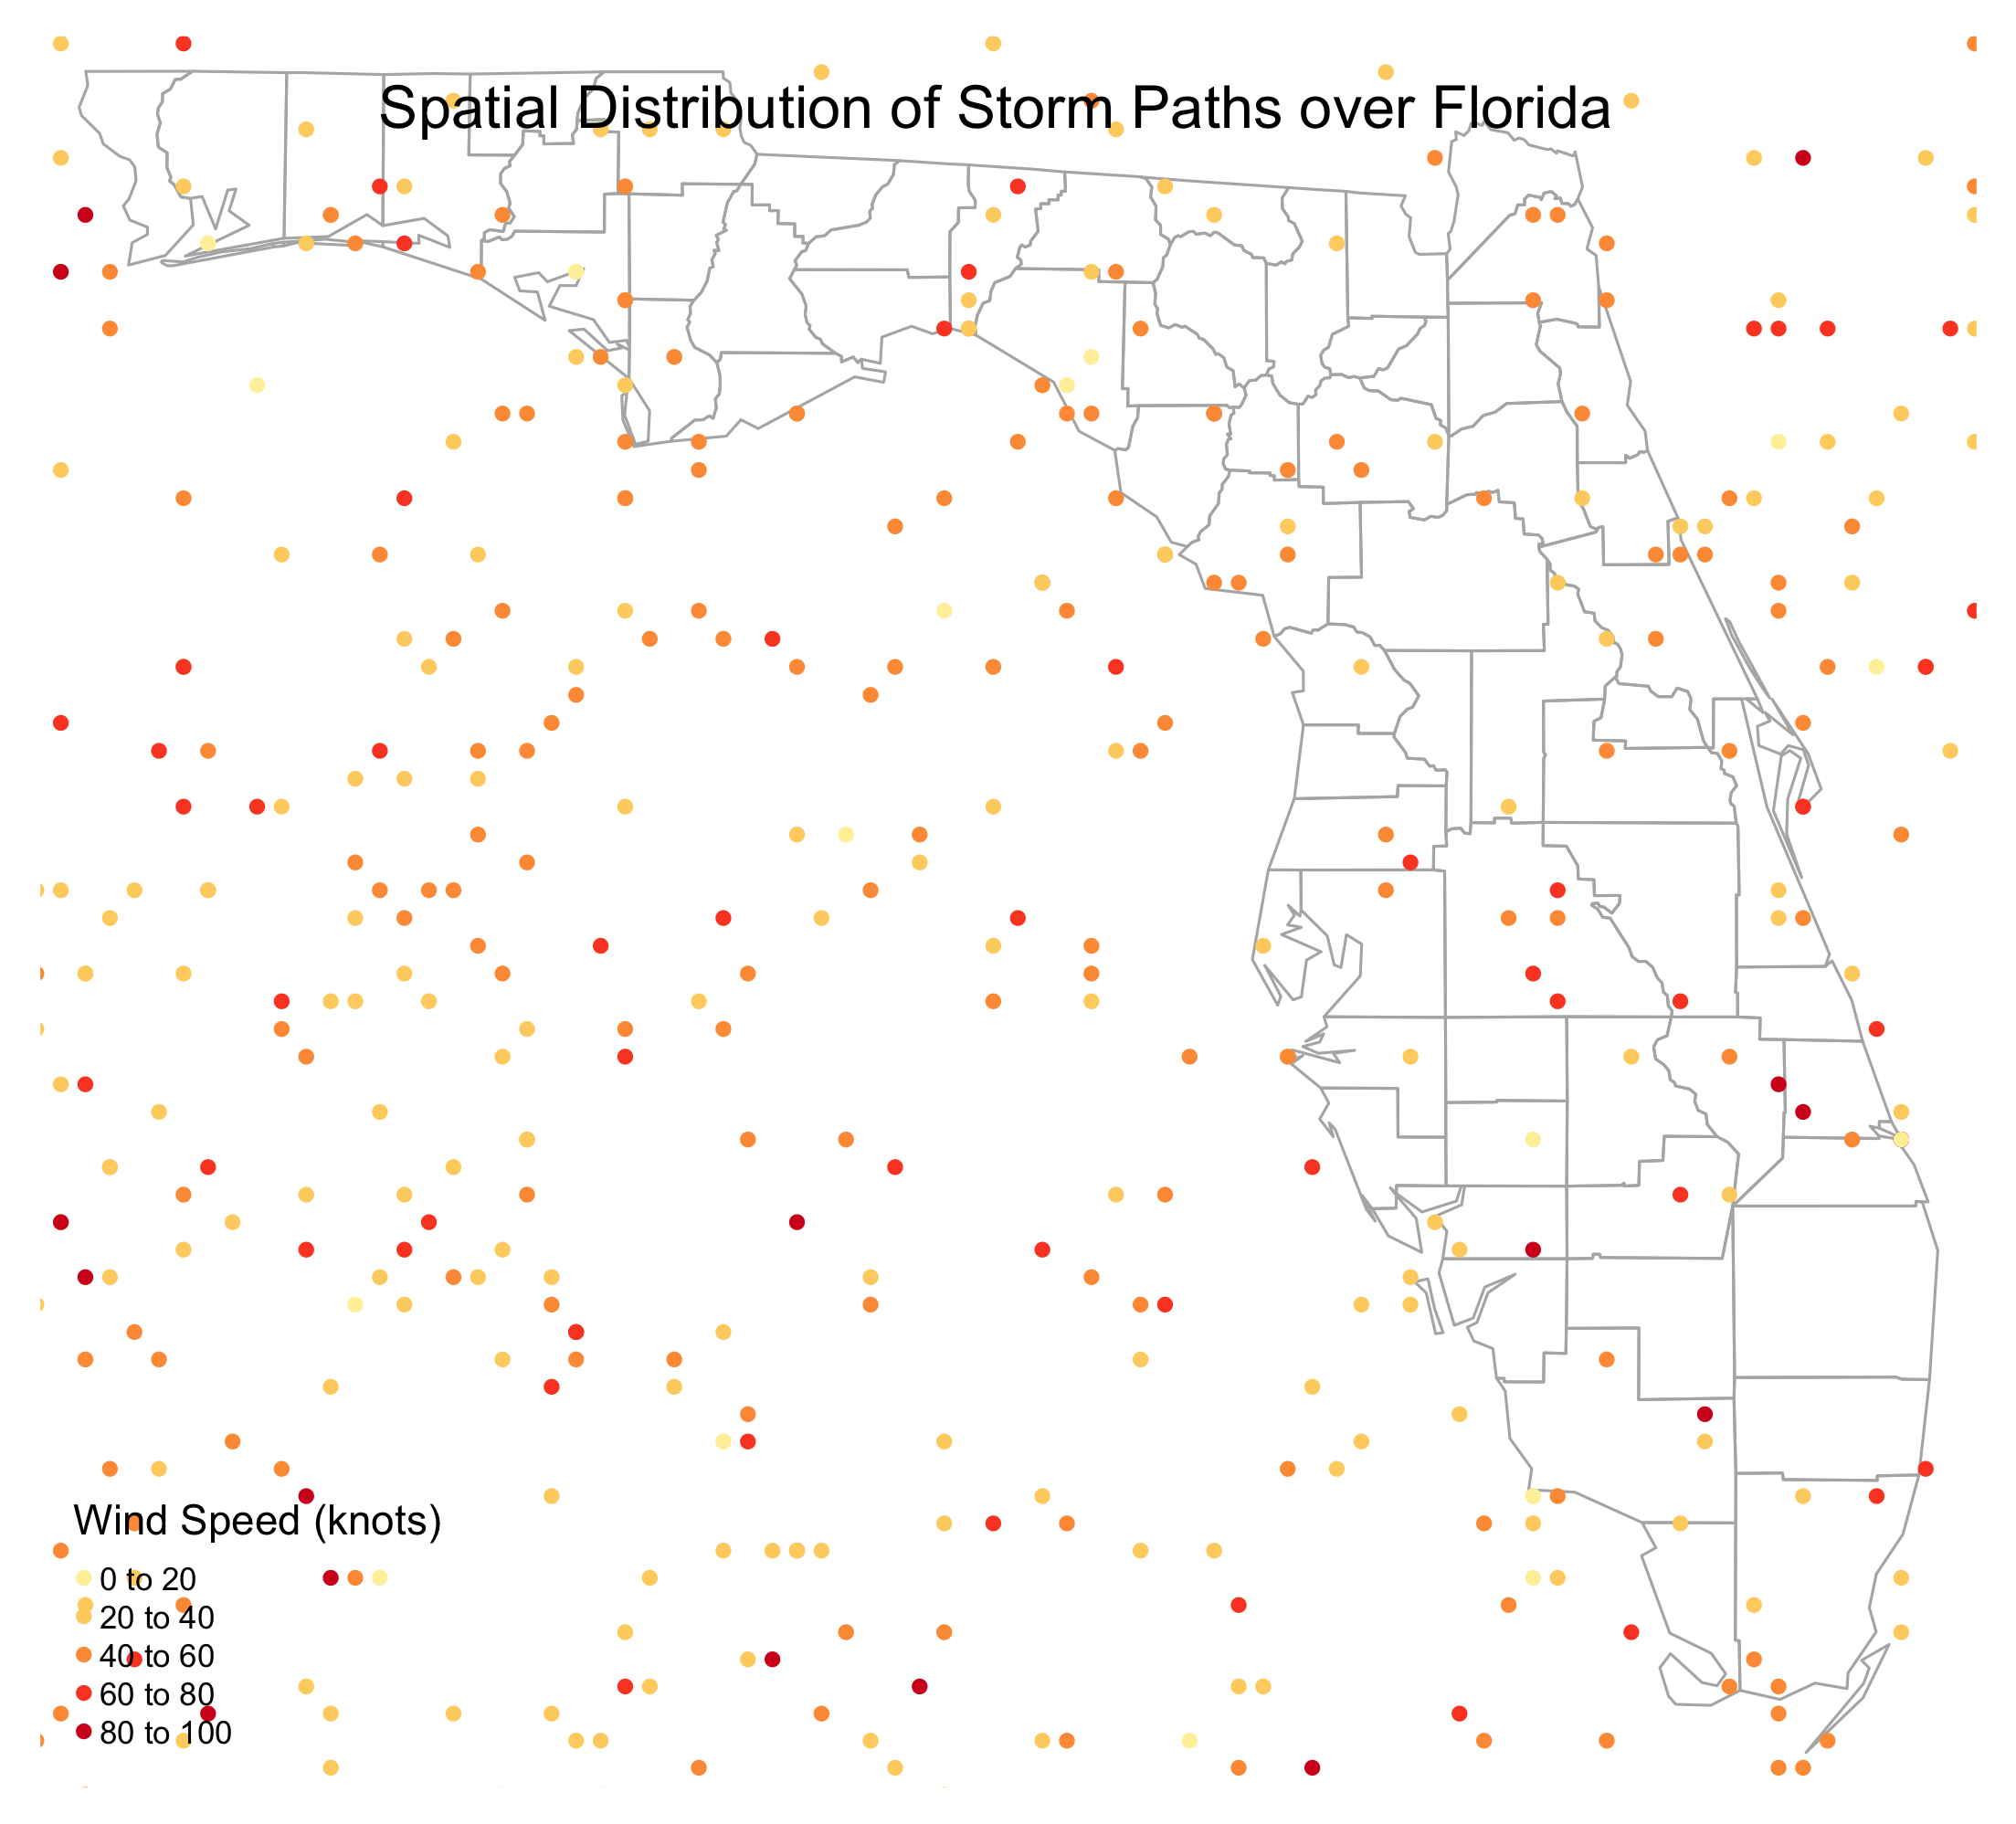 Spatial Distribution of Storm Paths over Florida
Wind Speed (knots)
0 to 20
20 to 40
40 to 60
60 to 80
80 to 100